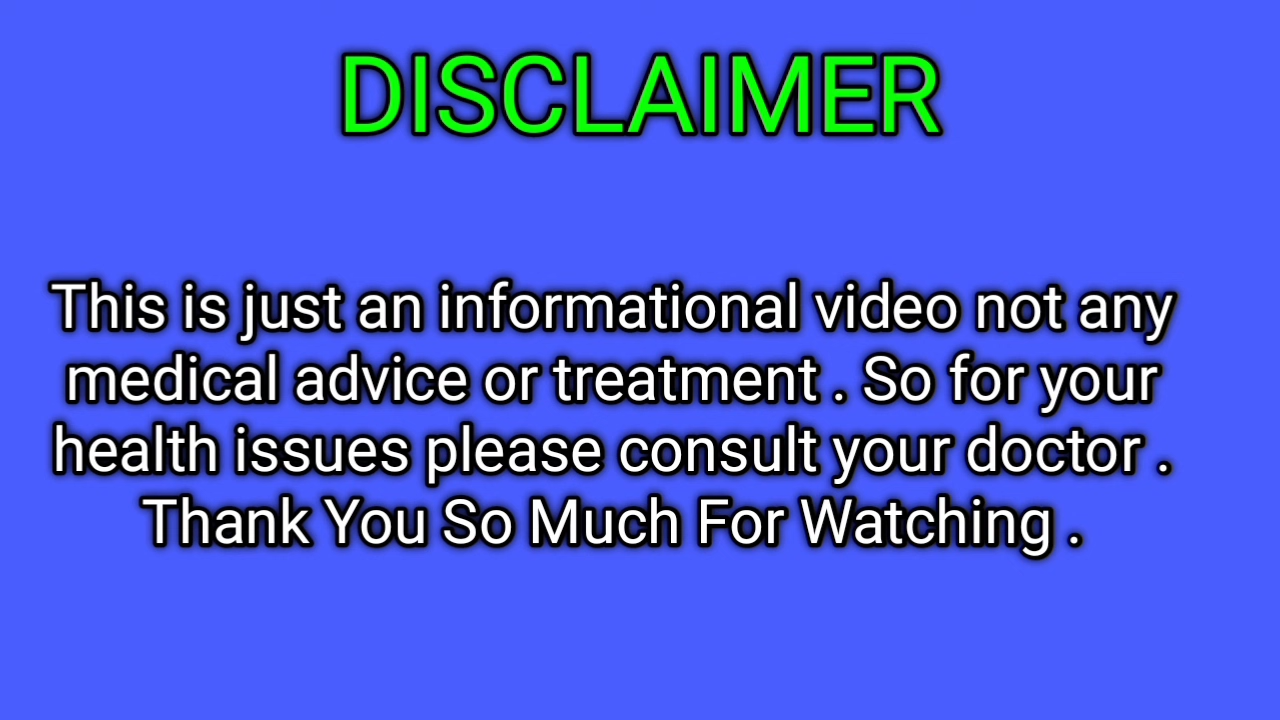 DISCLAIMER
This is just an informational video not any
medical advice or treatment . So for your
health issues please consult your doctor .
Thank You So Much For Watching .